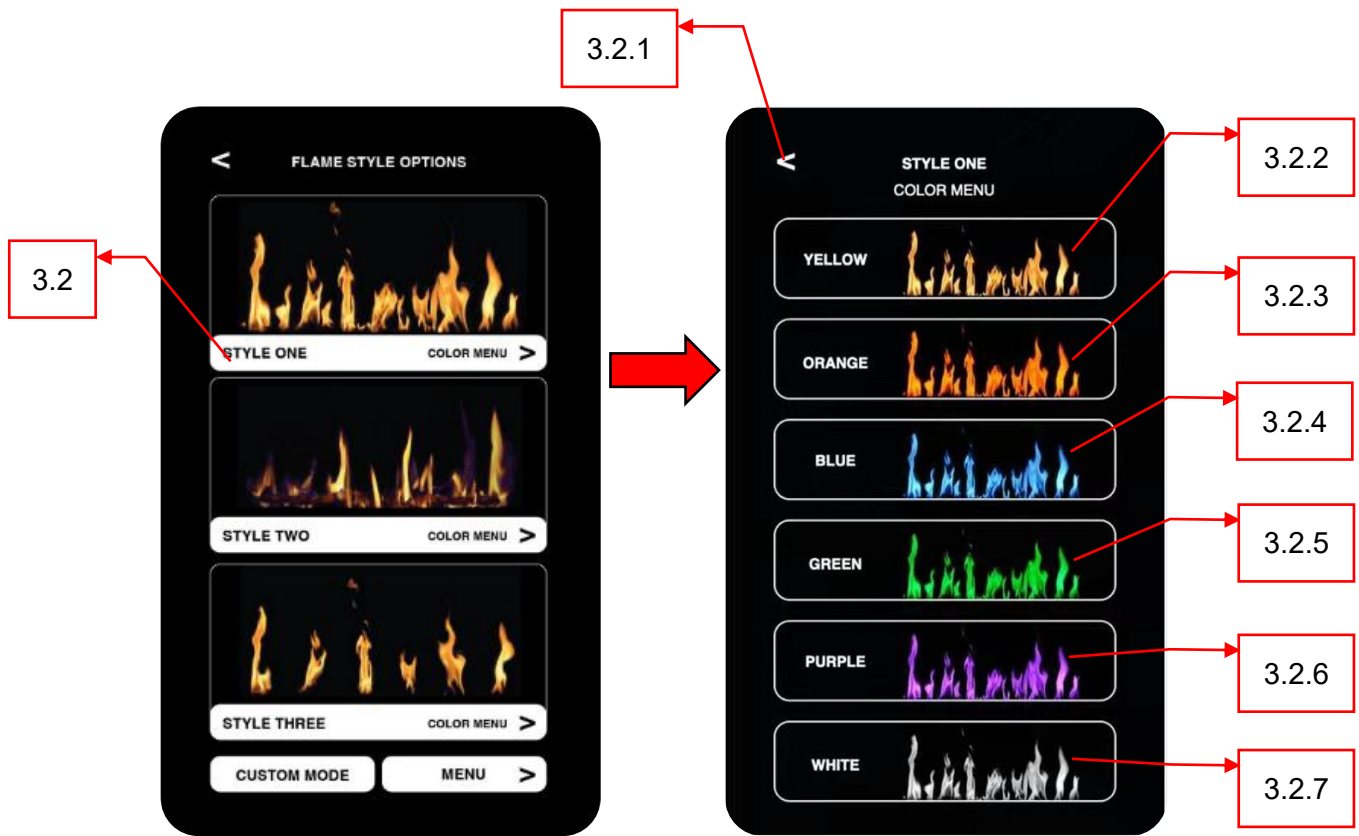 3.2.1
< FLAME STYLE OPTIONS
3.2
STYLE ONE COLOR MENU >
STYLE TWO COLOR MENU >
STYLE THREE COLOR MENU >
CUSTOM MODE MENU >
< STYLE ONE
COLOR MENU
YELLOW 3.2.2
ORANGE 3.2.3
BLUE 3.2.4
GREEN 3.2.5
PURPLE 3.2.6
WHITE 3.2.7